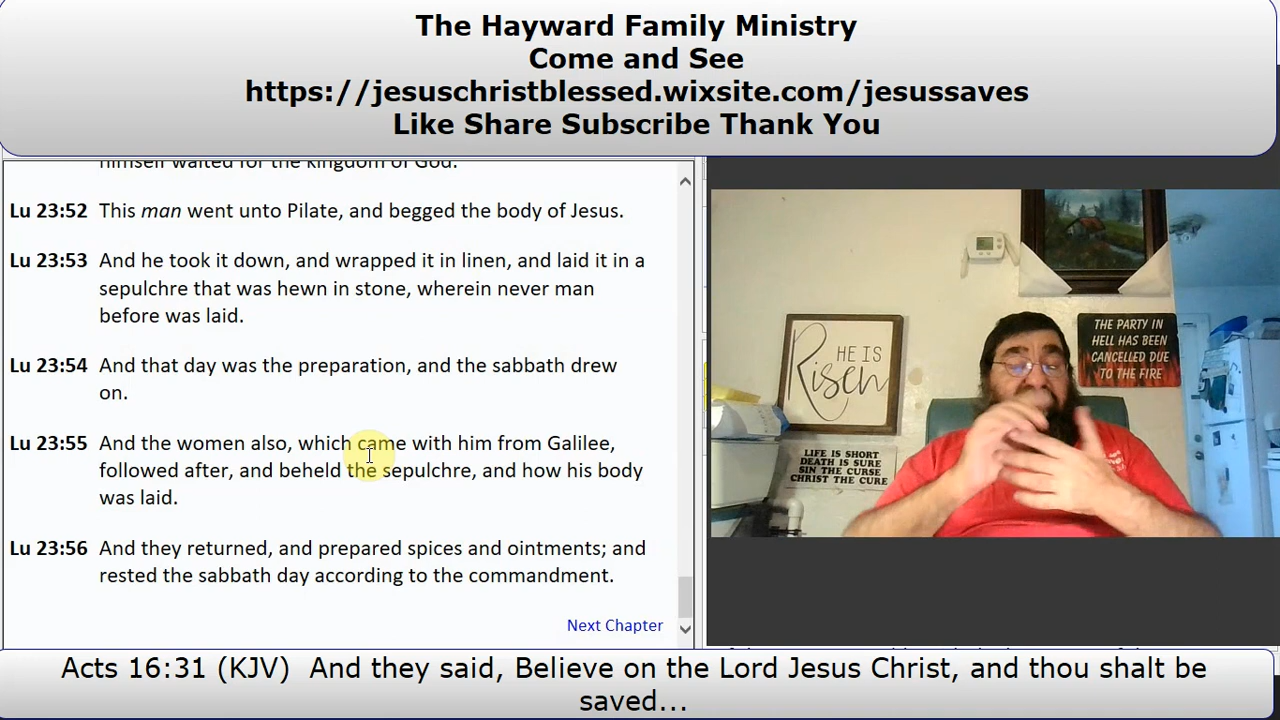 The Hayward Family Ministry
Come and See
https://jesuschristblessed.wixsite.com/jesussaves
Like Share Subscribe Thank You
himself waited for the kingdom of God.
Lu 23:52 This man went unto Pilate, and begged the body of Jesus.
Lu 23:53 And he took it down, and wrapped it in linen, and laid it in a
sepulchre that was hewn in stone, wherein never man
before was laid.
Lu 23:54 And that day was the preparation, and the sabbath drew
on.
Lu 23:55 And the women also, which came with him from Galilee,
followed after, and beheld the sepulchre, and how his body
was laid.
Lu 23:56 And they returned, and prepared spices and ointments; and
rested the sabbath day according to the commandment.
Next Chapter
HE IS
Risen
THE PARTY IN
HELL HAS BEEN
CANCELLED DUE
TO THE FIRE
LIFE IS SHORT
DEATH IS SURE
SIN THE CURSE
CHRIST THE CURE
Acts 16:31 (KJV) And they said, Believe on the Lord Jesus Christ, and thou shalt be
saved...